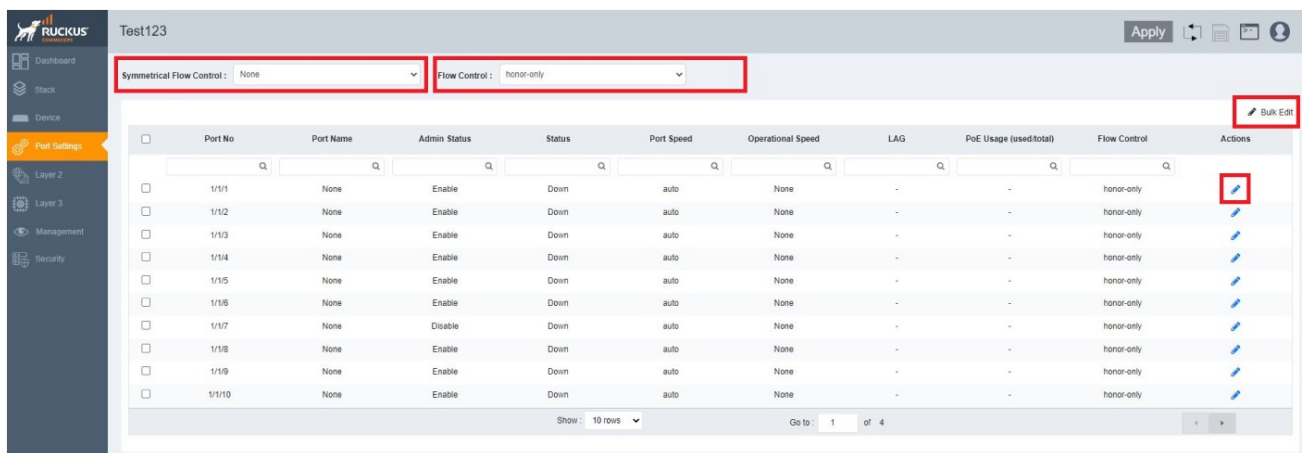 RUCKUS
COMMSCOPE
Test123
Apply
Dashboard
Stack
Device
Port Settings
Layer 2
Layer 3
Management
Security
Symmetrical Flow Control : None
Flow Control : honor-only
Bulk Edit
Port No Port Name Admin Status Status Port Speed Operational Speed LAG PoE Usage (used/total) Flow Control Actions
1/1/1 None Enable Down auto None - - honor-only
1/1/2 None Enable Down auto None - - honor-only
1/1/3 None Enable Down auto None - - honor-only
1/1/4 None Enable Down auto None - - honor-only
1/1/5 None Enable Down auto None - - honor-only
1/1/6 None Enable Down auto None - - honor-only
1/1/7 None Disable Down auto None - - honor-only
1/1/8 None Enable Down auto None - - honor-only
1/1/9 None Enable Down auto None - - honor-only
1/1/10 None Enable Down auto None - - honor-only
Show : 10 rows Go to : 1 of 4